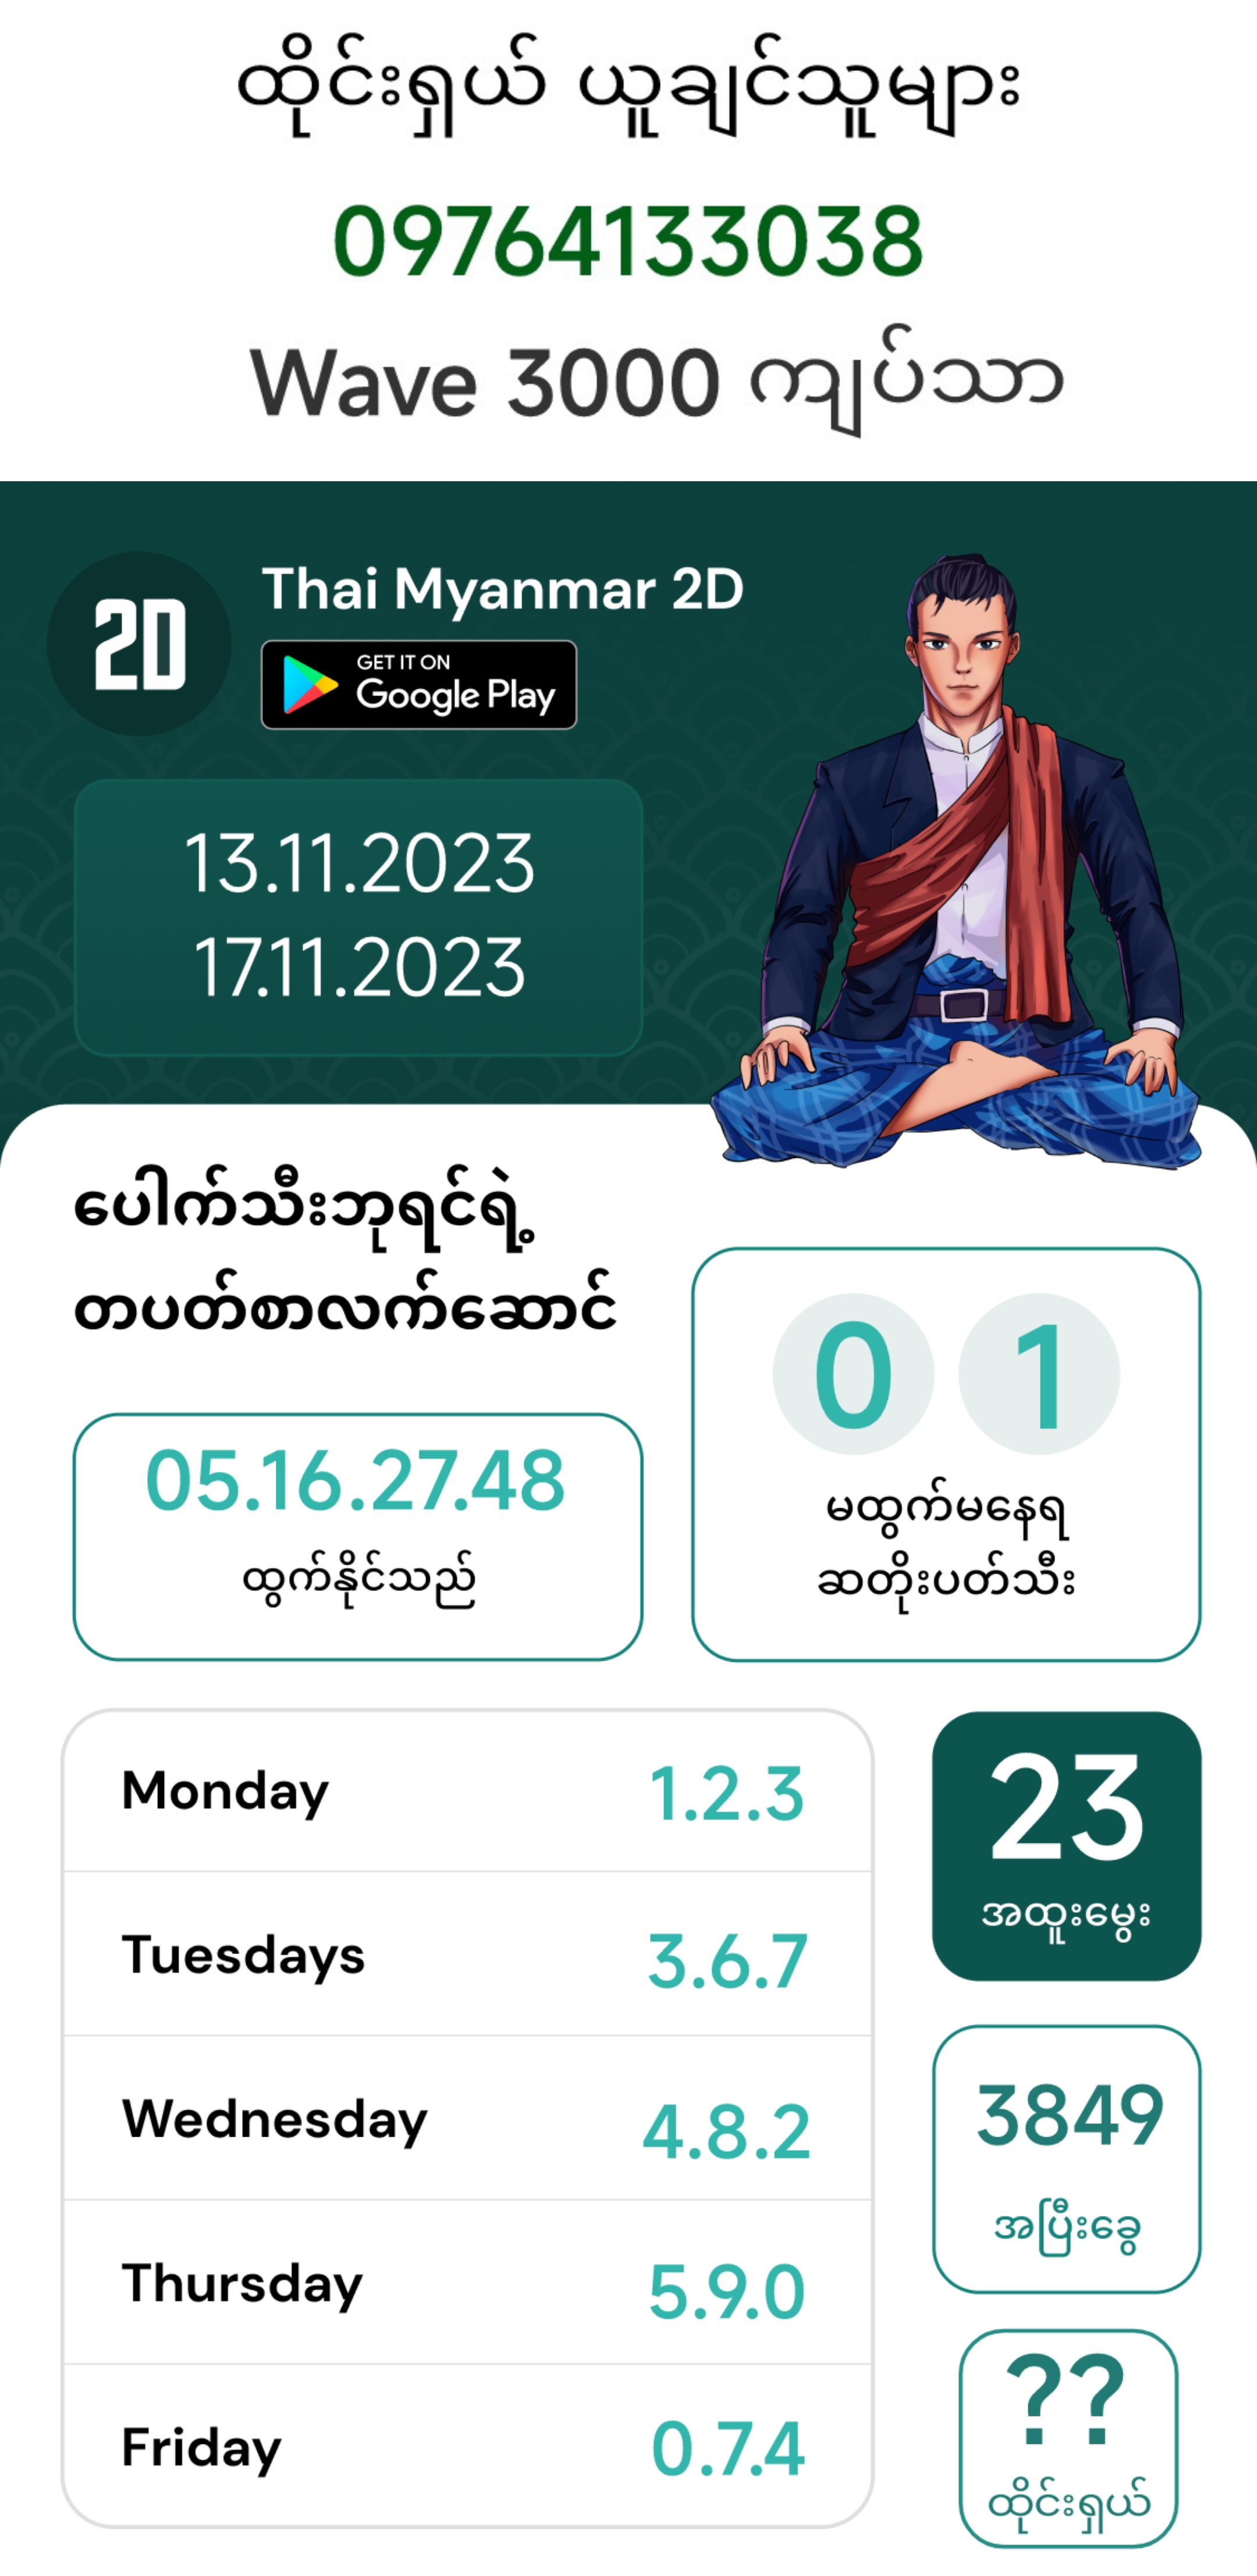 ထိုင်းရှယ် ယူချင်သူများ
09764133038
Wave 3000 ကျပ်သာ
2D
Thai Myanmar 2D
GET IT ON
Google Play
13.11.2023
17.11.2023
ပေါက်သီးဘုရင်ရဲ့
တပတ်စာလက်ဆောင်
05.16.27.48
ထွက်နိုင်သည်
0 1
မထွက်မနေရ
ဆတိုးပတ်သီး
Monday 1.2.3
Tuesdays 3.6.7
Wednesday 4.8.2
Thursday 5.9.0
Friday 0.7.4
23
အထူးမွေး
3849
အပြီးခွေ
??
ထိုင်းရှယ်